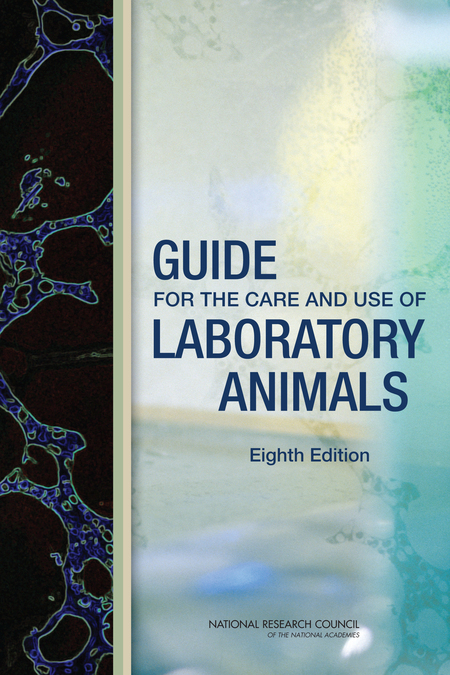 GUIDE
FOR THE CARE AND USE OF
LABORATORY
ANIMALS
Eighth Edition
NATIONAL RESEARCH COUNCIL
OF THE NATIONAL ACADEMIES